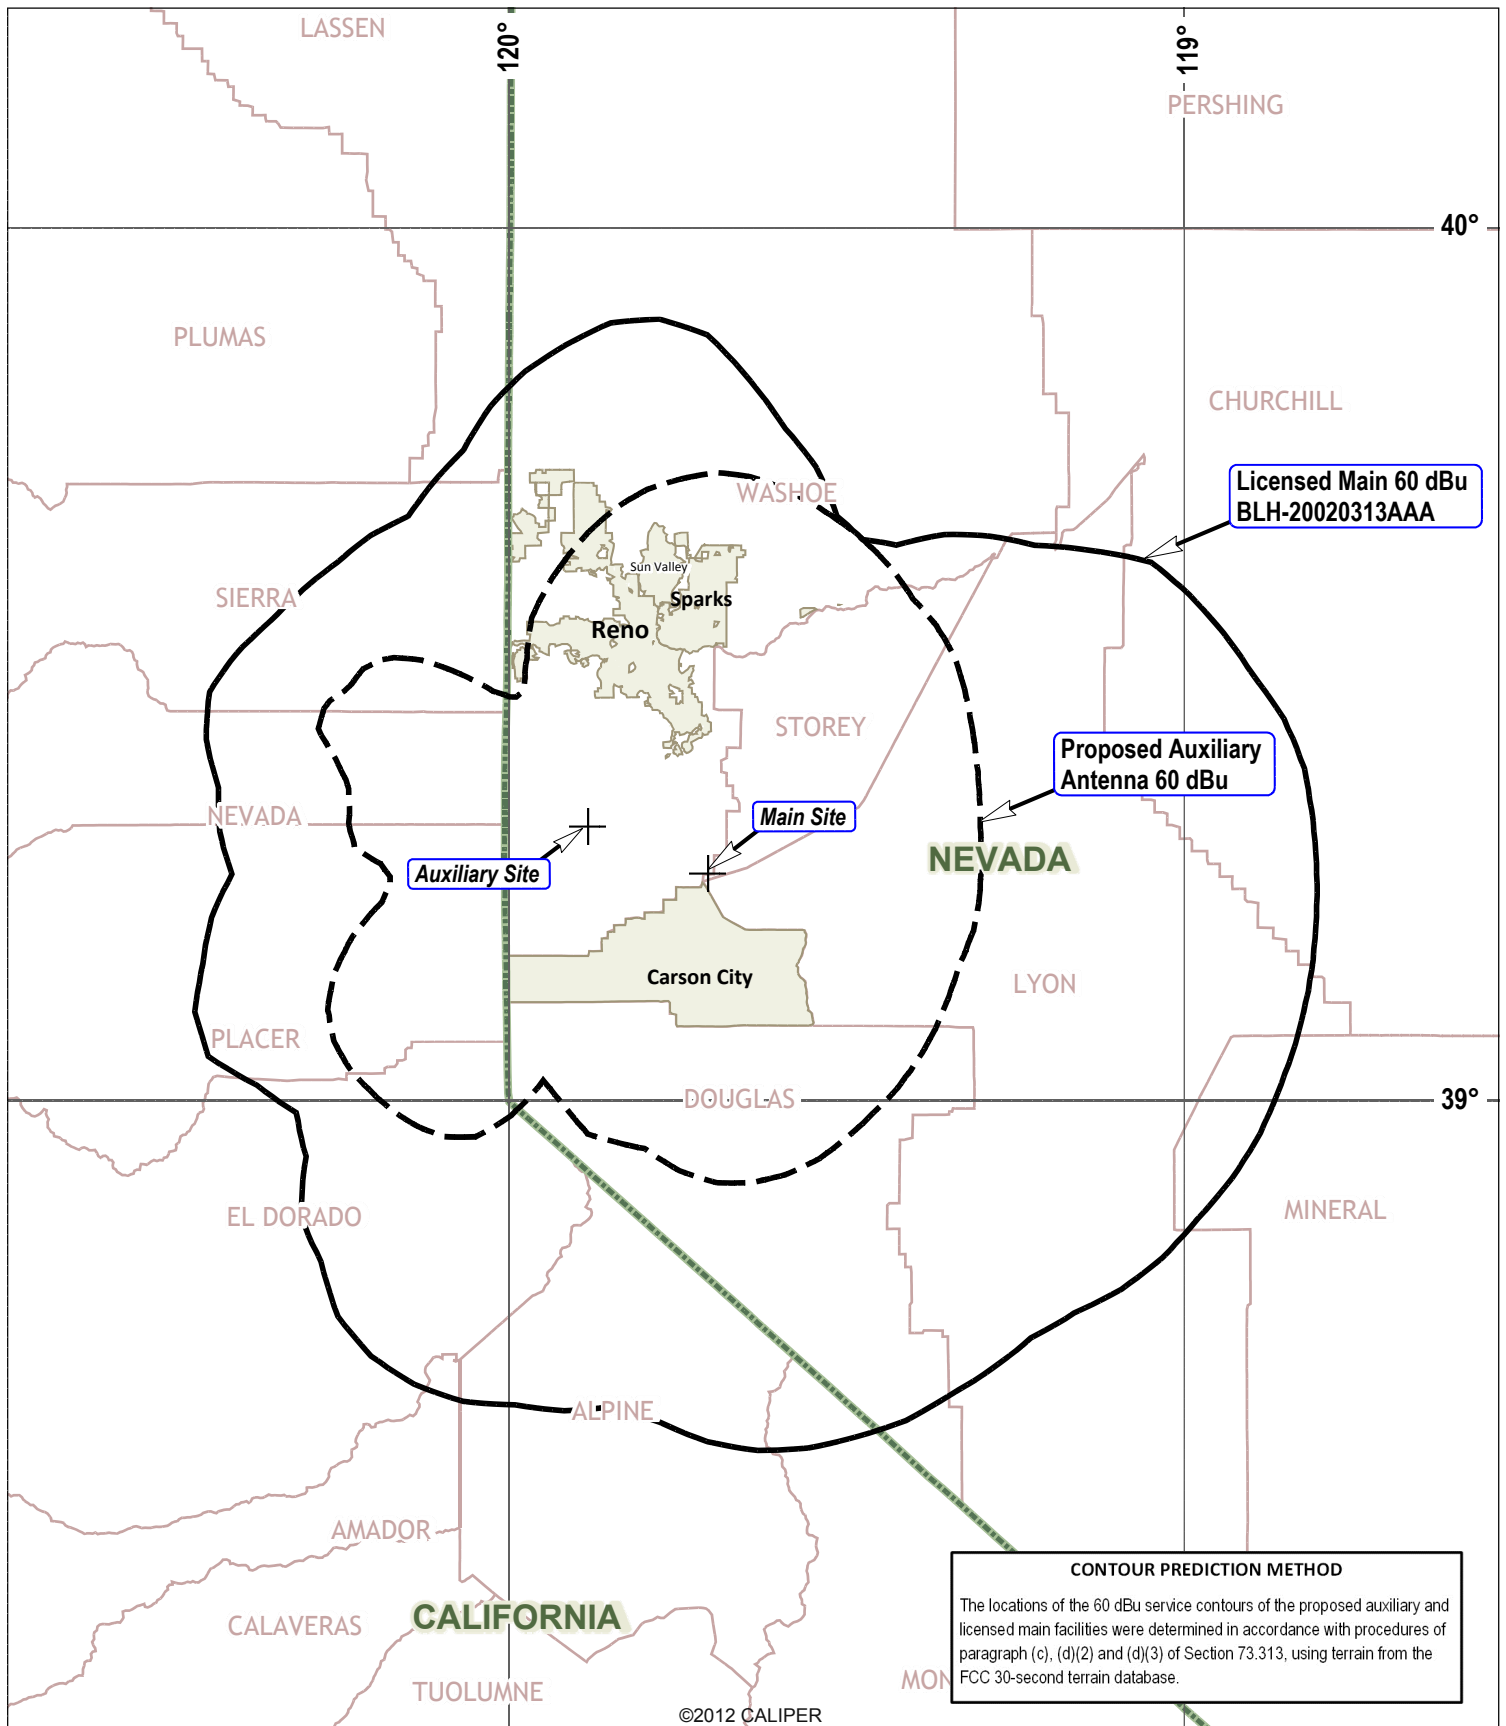 LASSEN
120°
119°
PERSHING
40°
PLUMAS
CHURCHILL
Licensed Main 60 dBu
BLH-20020313AAA
WASHOE
Sun Valley
Sparks
SIERRA
Reno
STOREY
Proposed Auxiliary
Antenna 60 dBu
NEVADA
Main Site
NEVADA
Auxiliary Site
Carson City
LYON
PLACER
DOUGLAS
39°
EL DORADO
MINERAL
ALPINE
AMADOR
CALAVERAS
CALIFORNIA
TUOLUMNE
MON
CONTOUR PREDICTION METHOD
The locations of the 60 dBu service contours of the proposed auxiliary and
licensed main facilities were determined in accordance with procedures of
paragraph (c), (d)(2) and (d)(3) of Section 73.313, using terrain from the
FCC 30-second terrain database.
©2012 CALIPER